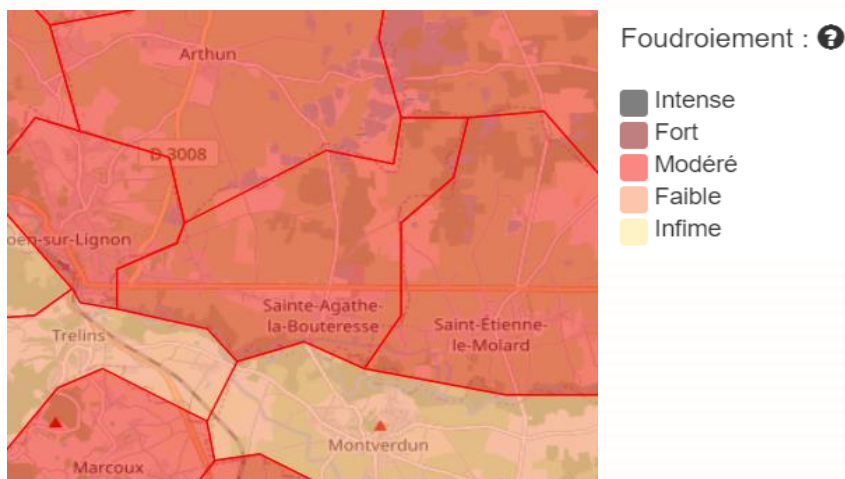 Arthun
D 3008
oën-sur-Lignon
Sainte-Agathe-
la-Bouteresse
Saint-Étienne-
le-Molard
Trelins
Montverdun
Marcoux
Foudroiement : ?
Intense
Fort
Modéré
Faible
Infime